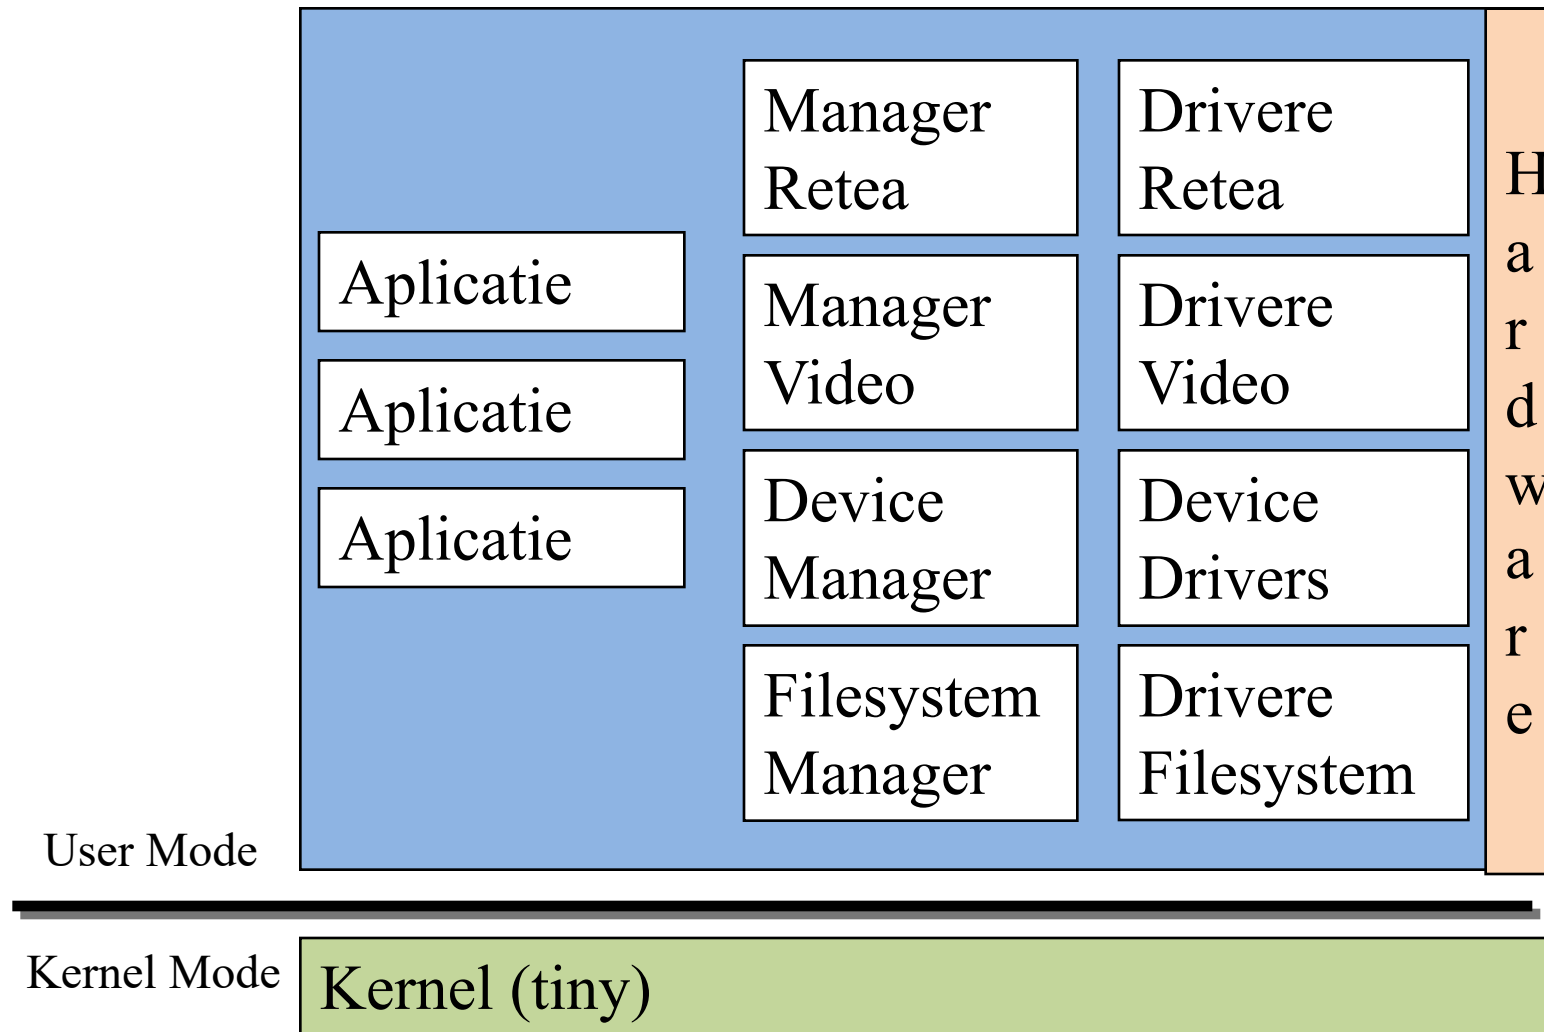 Manager
Retea
Drivere
Retea
Aplicatie
Manager
Video
Drivere
Video
Aplicatie
Device
Manager
Device
Drivers
Aplicatie
Filesystem
Manager
Drivere
Filesystem
H
a
r
d
w
a
r
e
User Mode
Kernel Mode
Kernel (tiny)